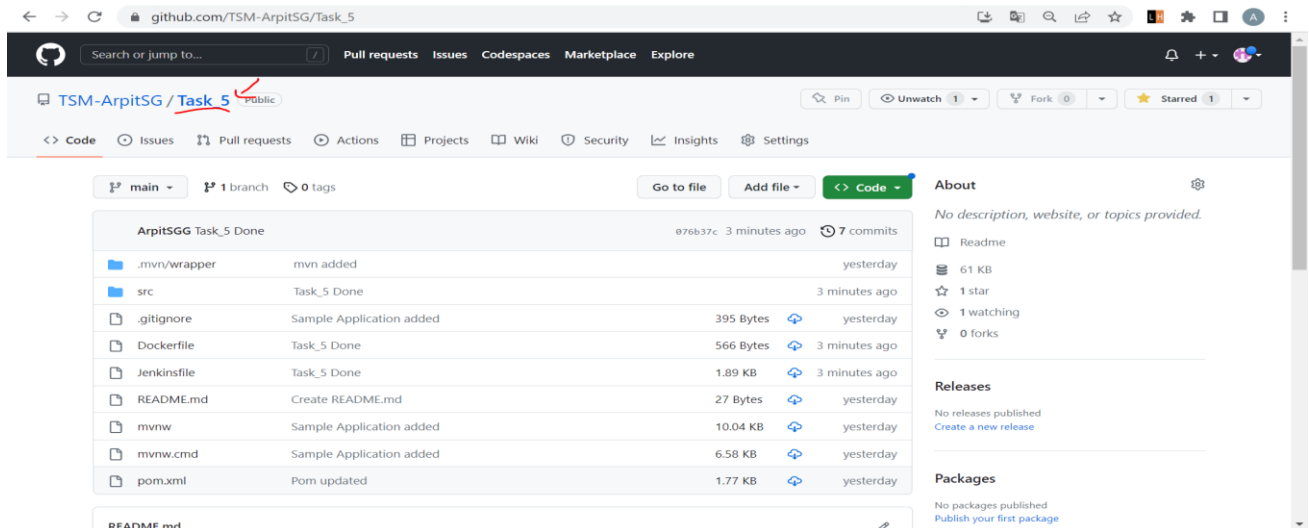 github.com/TSM-ArpitSG/Task_5
A
Search or jump to... / Pull requests Issues Codespaces Marketplace Explore
TSM-ArpitSG / Task_5 Public Pin Unwatch 1 Fork 0 Starred 1
<> Code Issues Pull requests Actions Projects Wiki Security Insights Settings
main 1 branch 0 tags Go to file Add file <> Code
ArpitSGG Task_5 Done 076b37c 3 minutes ago 7 commits
.mvn/wrapper mvn added yesterday
src Task_5 Done 3 minutes ago
.gitignore Sample Application added 395 Bytes yesterday
Dockerfile Task_5 Done 566 Bytes 3 minutes ago
Jenkinsfile Task_5 Done 1.89 KB 3 minutes ago
README.md Create README.md 27 Bytes yesterday
mvnw Sample Application added 10.04 KB yesterday
mvnw.cmd Sample Application added 6.58 KB yesterday
pom.xml Pom updated 1.77 KB yesterday
README.md
About
No description, website, or topics provided.
Readme
61 KB
1 star
1 watching
0 forks
Releases
No releases published
Create a new release
Packages
No packages published
Publish your first package